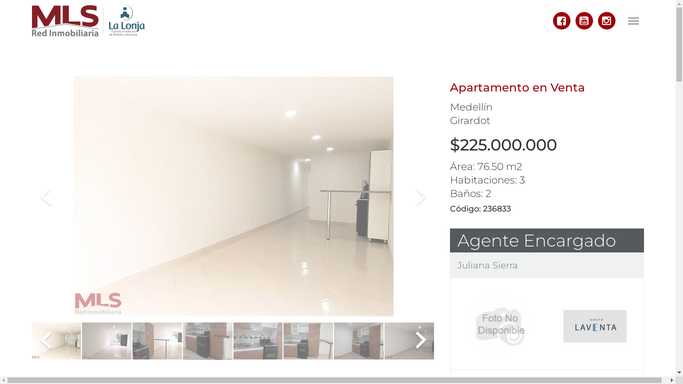 MLS
Red Inmobiliaria
La Lonja
Apartamento en Venta
Medellín
Girardot
$225.000.000
Área: 76.50 m2
Habitaciones: 3
Baños: 2
Código: 236833
Agente Encargado
Juliana Sierra
MLS
Red Inmobiliaria
Foto No
Disponible
LAVENTA